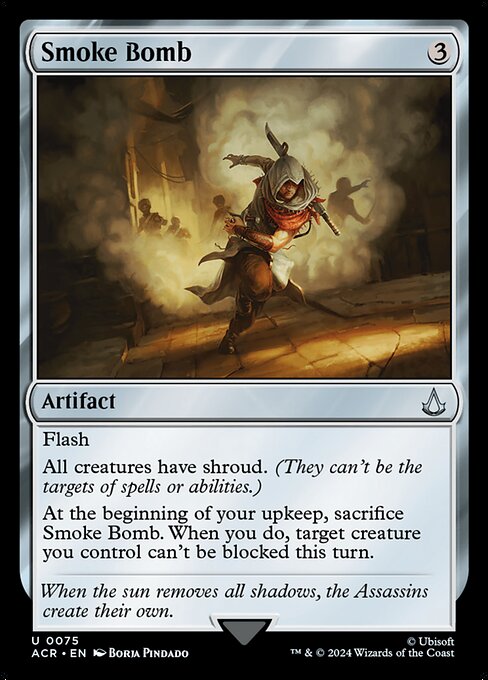 Smoke Bomb 3
Artifact
Flash
All creatures have shroud. (They can't be the
targets of spells or abilities.)
At the beginning of your upkeep, sacrifice
Smoke Bomb. When you do, target creature
you control can't be blocked this turn.
When the sun removes all shadows, the Assassins
create their own.
U 0075
ACR • EN Borja Pindado
© Ubisoft
™ & © 2024 Wizards of the Coast